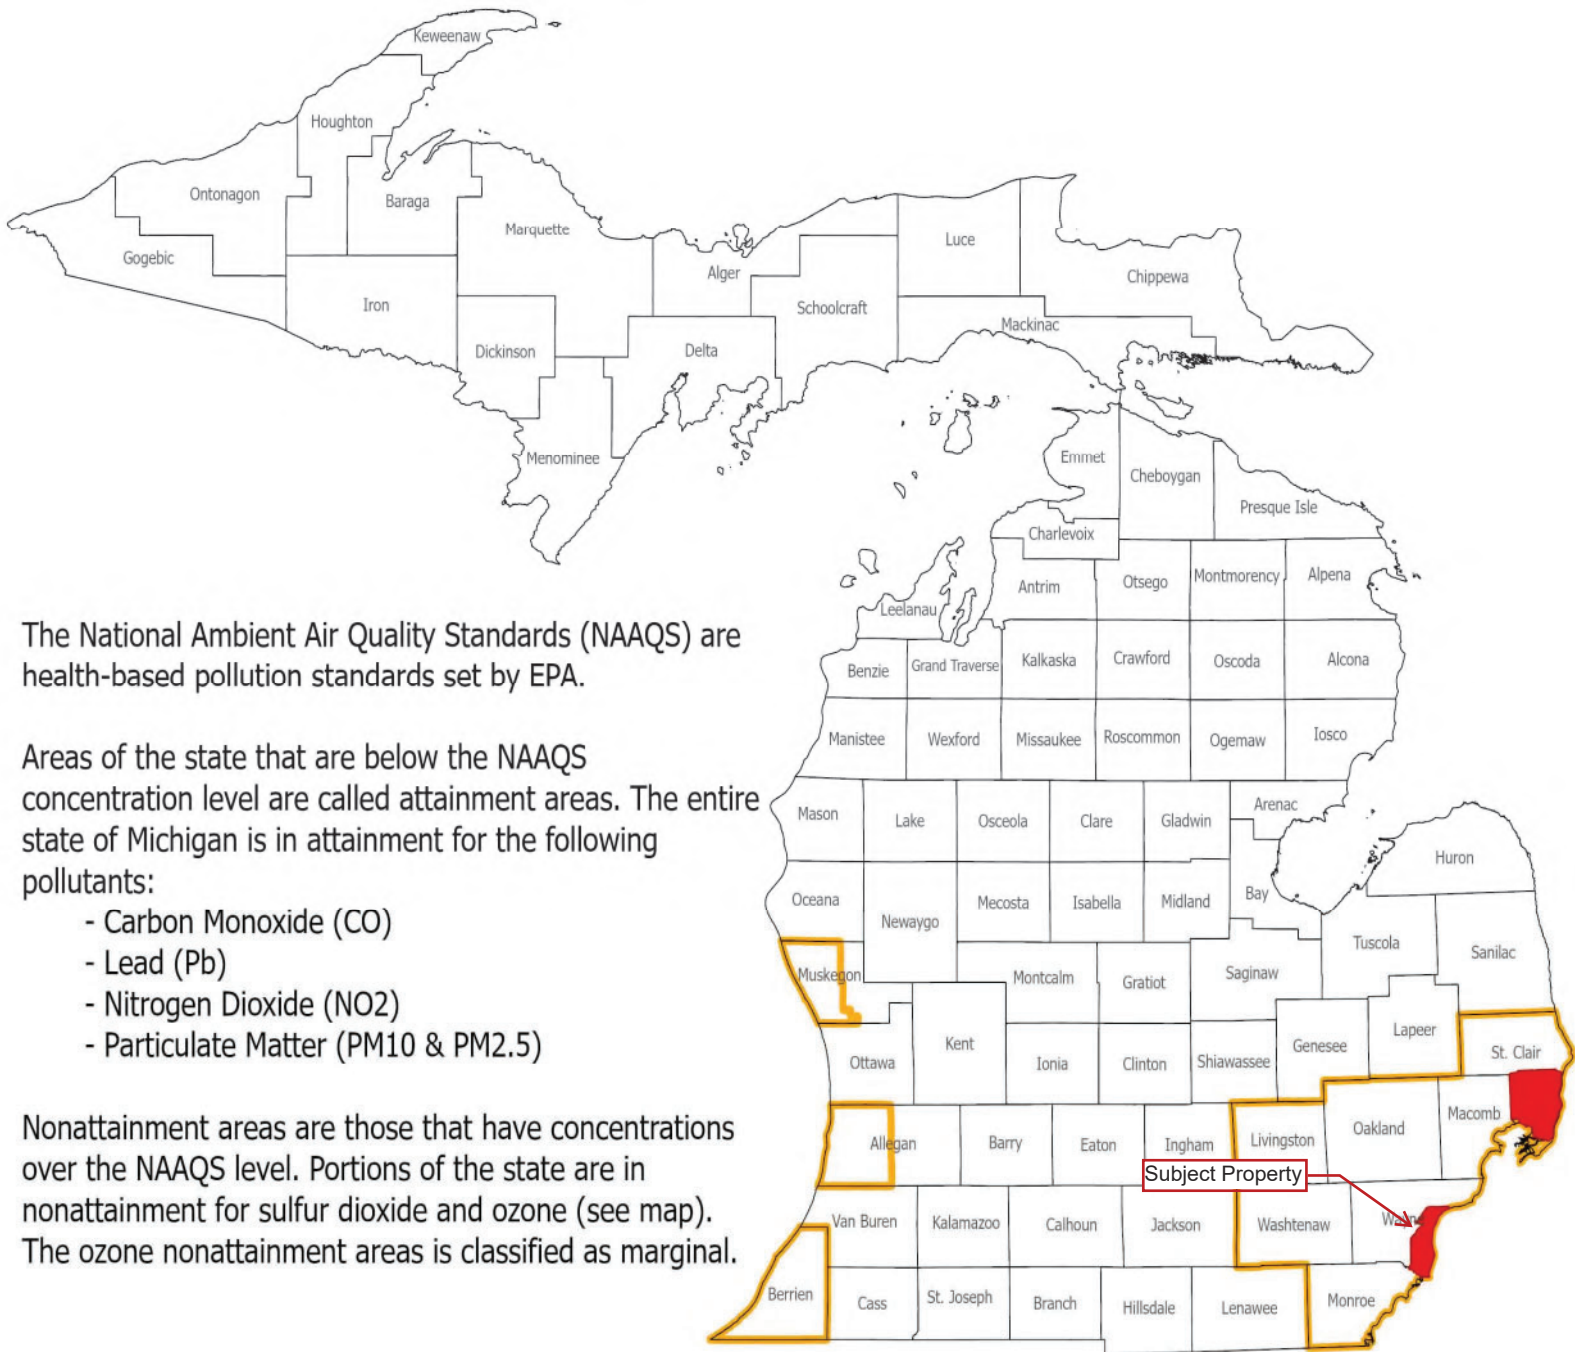 Keweenaw
Houghton
Ontonagon
Baraga
Marquette
Gogebic
Luce
Alger
Chippewa
Iron
Schoolcraft
Mackinac
Dickinson
Delta
Menominee
Emmet
Cheboygan
Presque Isle
Charlevoix
Antrim
Otsego
Montmorency
Alpena
Leelanau
The National Ambient Air Quality Standards (NAAQS) are
health-based pollution standards set by EPA.
Benzie
Grand Traverse
Kalkaska
Crawford
Oscoda
Alcona
Manistee
Wexford
Missaukee
Roscommon
Ogemaw
Iosco
Areas of the state that are below the NAAQS
concentration level are called attainment areas. The entire
state of Michigan is in attainment for the following
pollutants:
- Carbon Monoxide (CO)
- Lead (Pb)
- Nitrogen Dioxide (NO2)
- Particulate Matter (PM10 & PM2.5)
Mason
Lake
Osceola
Clare
Gladwin
Arenac
Huron
Oceana
Newaygo
Mecosta
Isabella
Midland
Bay
Tuscola
Sanilac
Muskegon
Montcalm
Gratiot
Saginaw
Ottawa
Kent
Ionia
Clinton
Shiawassee
Genesee
Lapeer
St. Clair
Nonattainment areas are those that have concentrations
over the NAAQS level. Portions of the state are in
nonattainment for sulfur dioxide and ozone (see map).
The ozone nonattainment areas is classified as marginal.
Allegan
Barry
Eaton
Ingham
Livingston
Oakland
Macomb
Subject Property
Van Buren
Kalamazoo
Calhoun
Jackson
Washtenaw
Wayne
Berrien
Cass
St. Joseph
Branch
Hillsdale
Lenawee
Monroe